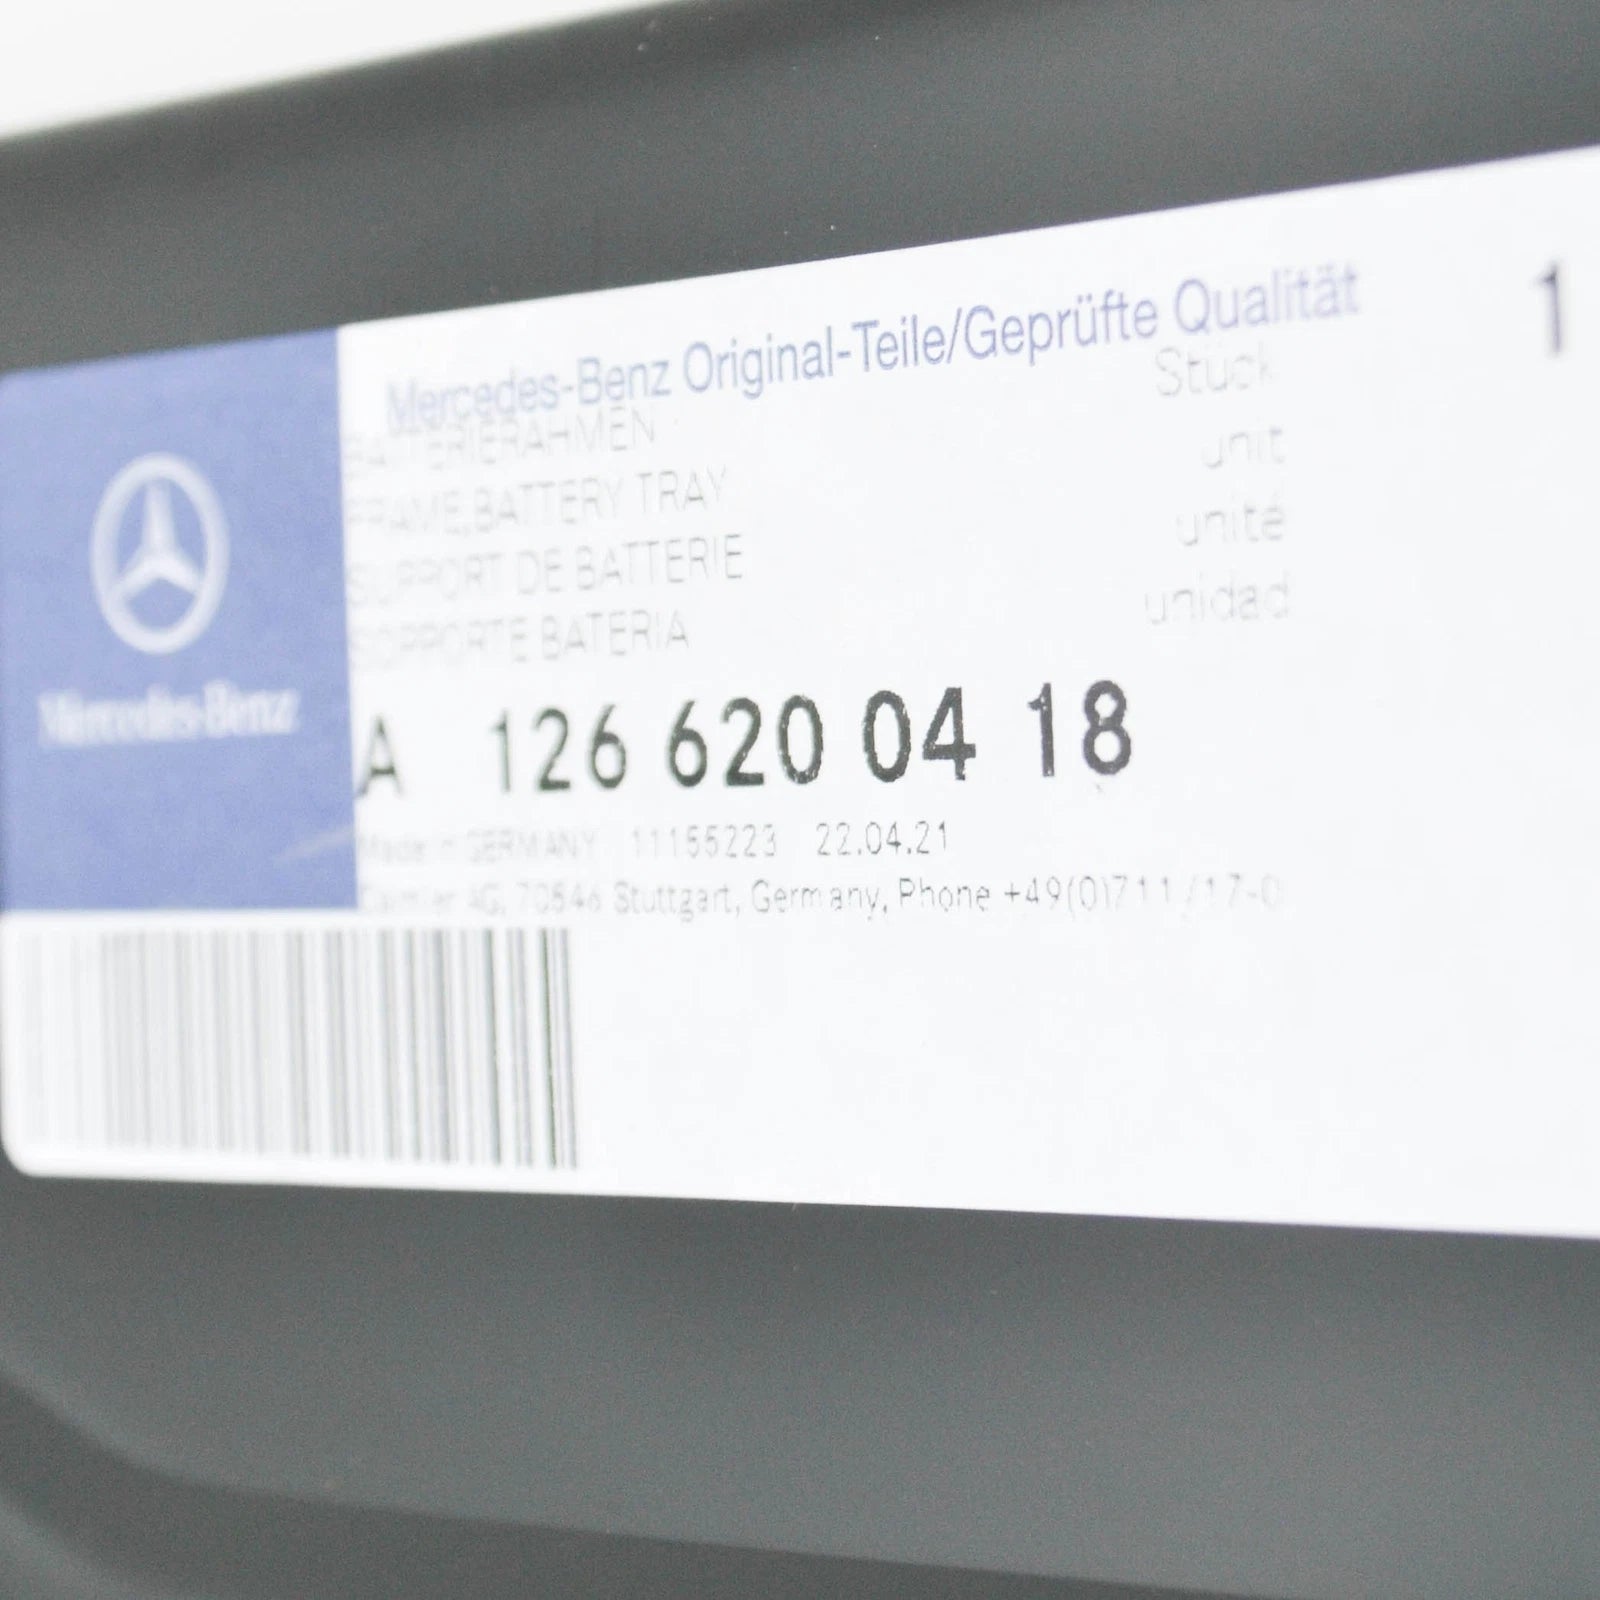 Mercedes-Benz Original-Teile/Geprüfte Qualität
1
BATTERIERAHMEN
Stück
FRAME,BATTERY TRAY
unit
SUPPORT DE BATTERIE
unité
SOPPORTE BATERIA
unidad
Mercedes-Benz
A 126 620 04 18
Made in GERMANY 11155223 22.04.21
Daimler AG, 70546 Stuttgart, Germany, Phone +49(0)711/17-0